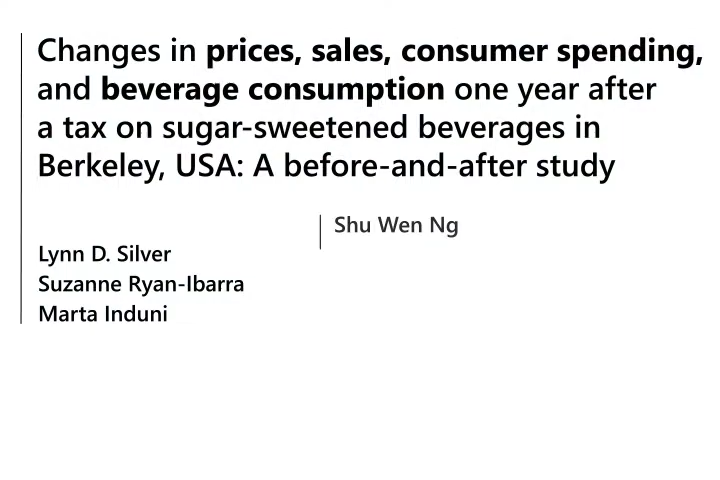 Changes in prices, sales, consumer spending,
and beverage consumption one year after
a tax on sugar-sweetened beverages in
Berkeley, USA: A before-and-after study
Shu Wen Ng
Lynn D. Silver
Suzanne Ryan-Ibarra
Marta Induni